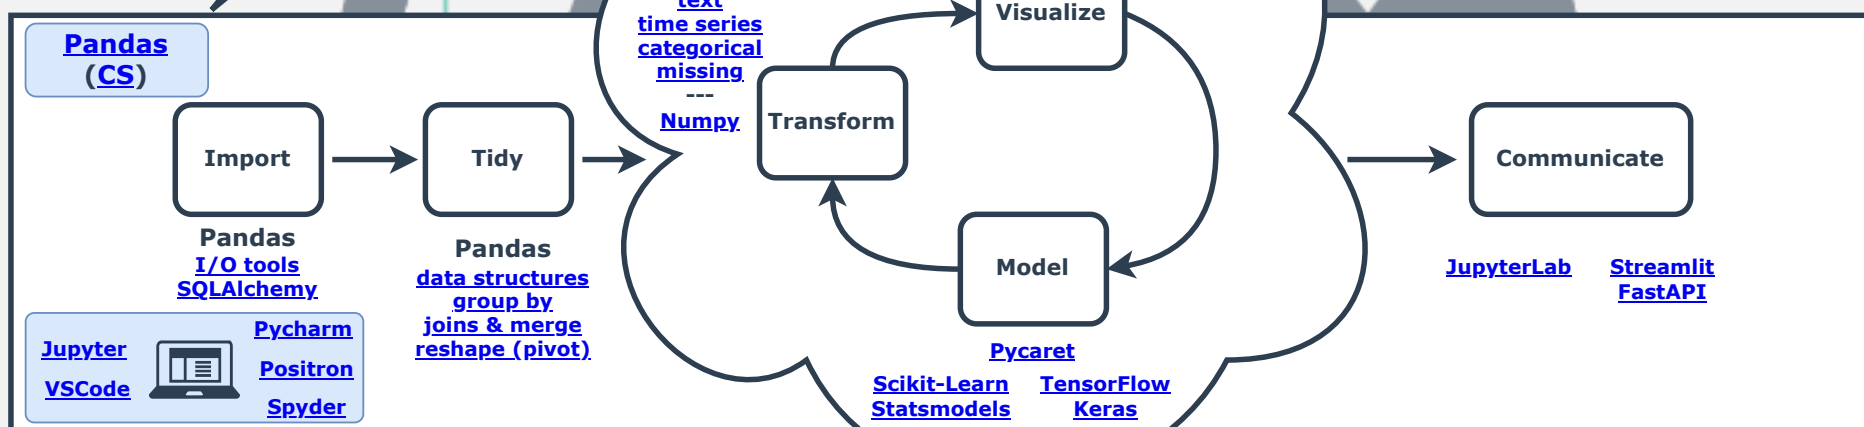 Pandas
(CS)
text
time series
categorical
missing
---
Numpy
Visualize
Transform
Import
Tidy
Communicate
Pandas
I/O tools
SQLAlchemy
Pandas
data structures
group by
joins & merge
reshape (pivot)
Model
JupyterLab
Streamlit
FastAPI
Jupyter
VSCode
Pycharm
Positron
Spyder
Pycaret
Scikit-Learn
Statsmodels
TensorFlow
Keras